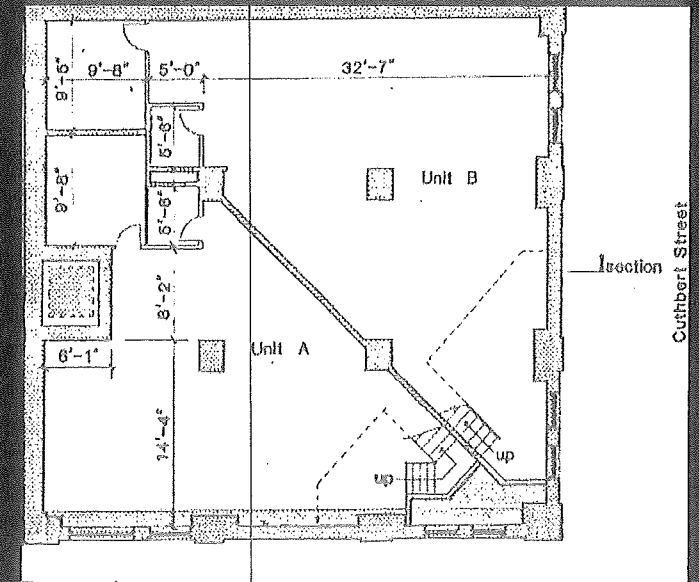 9'-5"
9'-8"
5'-0"
32'-7"
5'-6"
Unit B
9'-8"
5'-6"
section
Cuthbert Street
8'-2"
6'-1"
Unit A
14'-4"
up
up